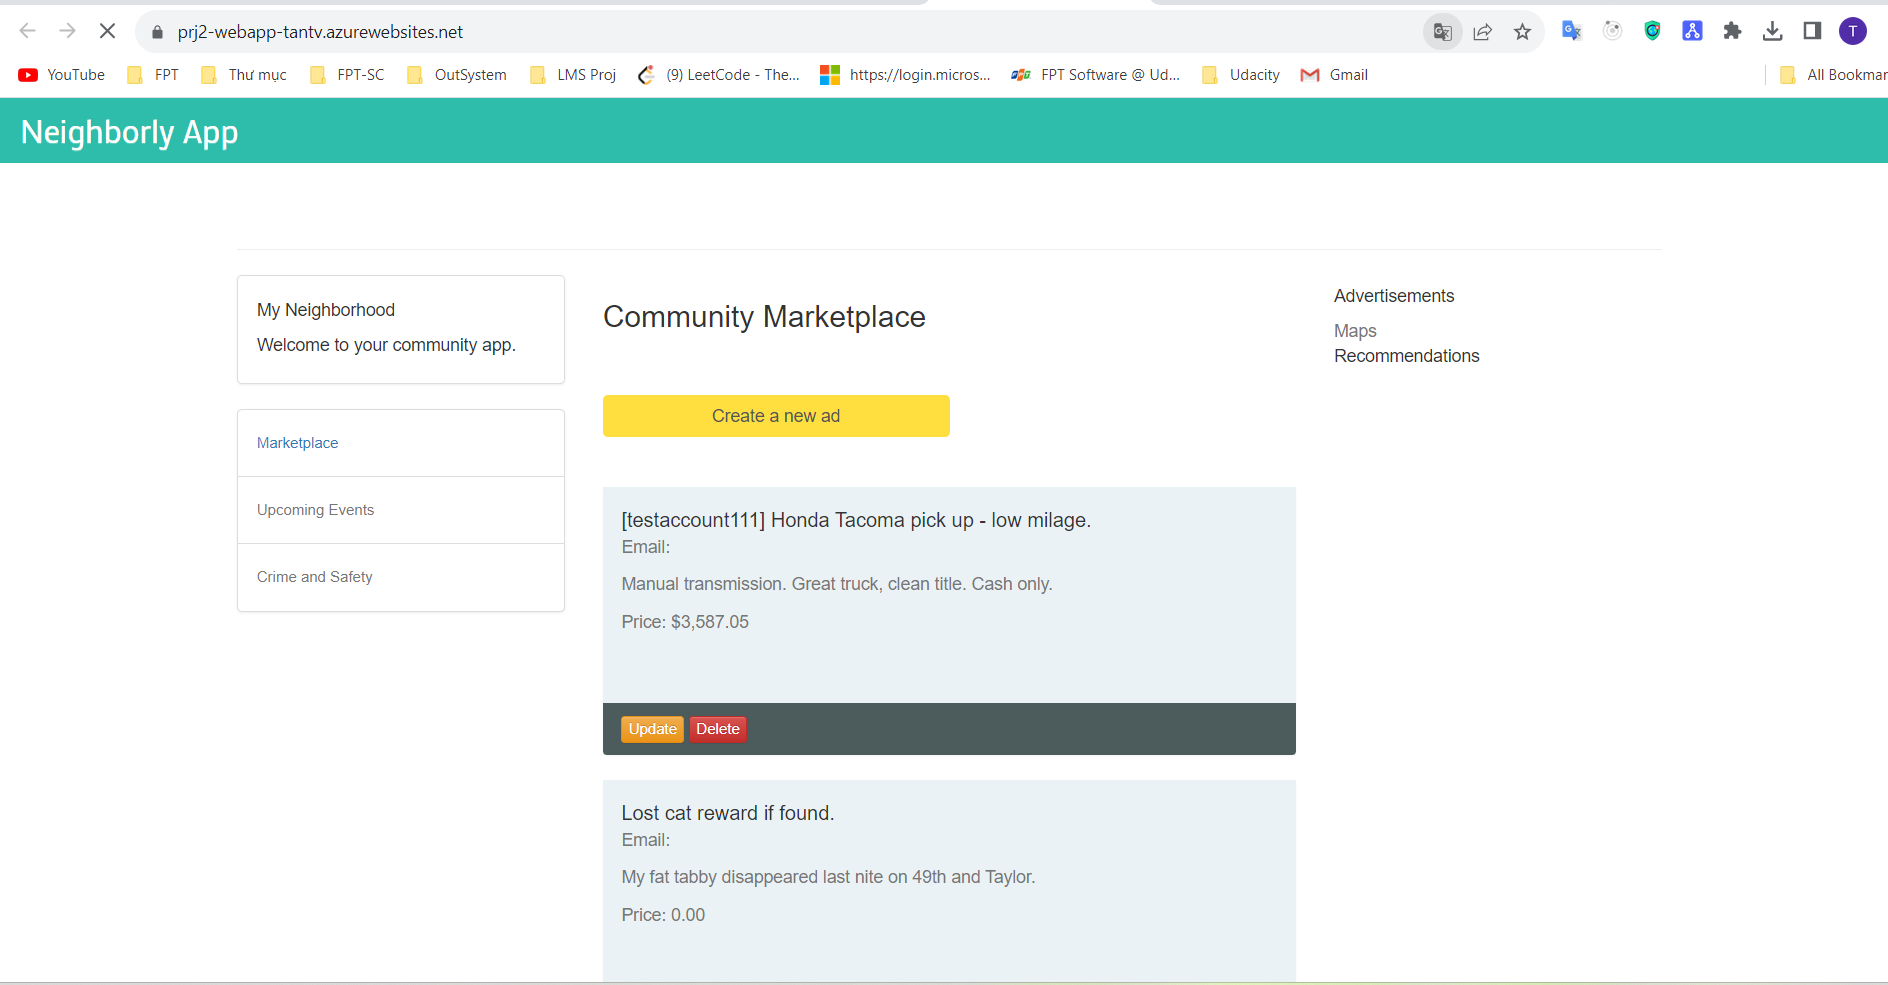 prj2-webapp-tantv.azurewebsites.net
T
YouTube FPT Thư mục FPT-SC OutSystem LMS Proj (9) LeetCode - The... https://login.micros... FPT Software @ Ud... Udacity Gmail All Bookmar
Neighborly App
My Neighborhood
Welcome to your community app.
Marketplace
Upcoming Events
Crime and Safety
Community Marketplace
Create a new ad
[testaccount111] Honda Tacoma pick up - low milage.
Email:
Manual transmission. Great truck, clean title. Cash only.
Price: $3,587.05
Update Delete
Lost cat reward if found.
Email:
My fat tabby disappeared last nite on 49th and Taylor.
Price: 0.00
Advertisements
Maps
Recommendations